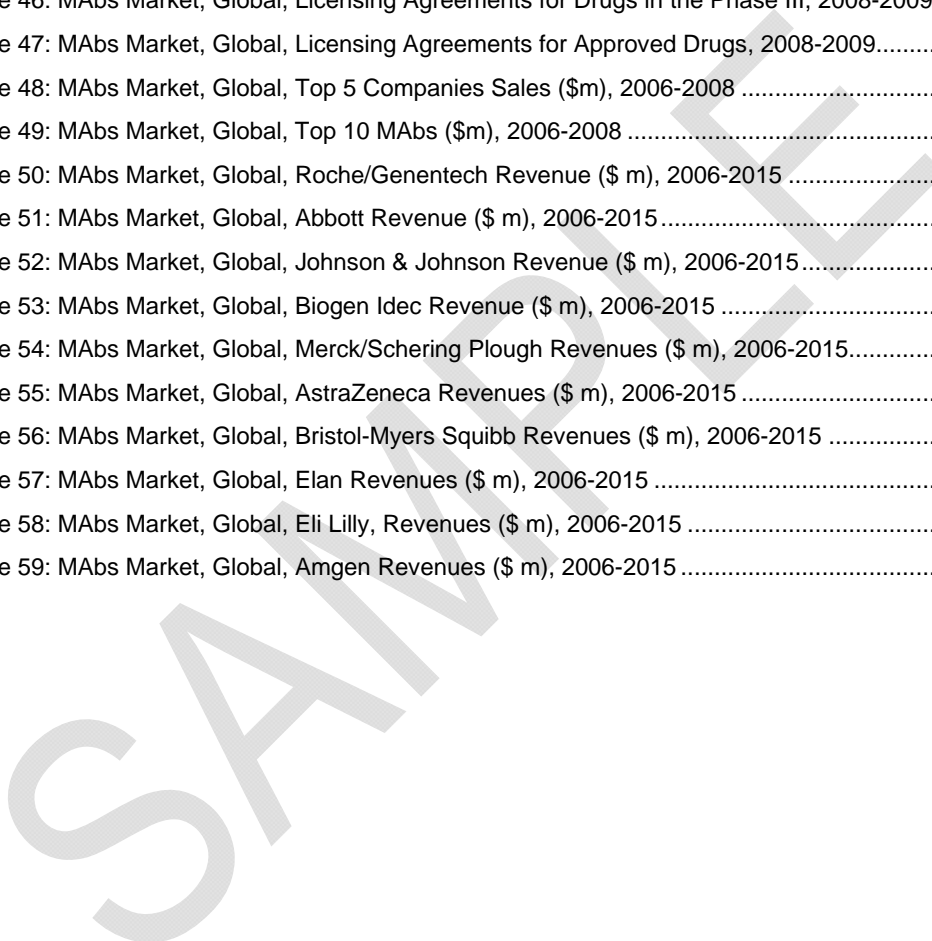 e 46: MAbs Market, Global, Licensing Agreements for Drugs in the Phase III, 2008-2009
e 47: MAbs Market, Global, Licensing Agreements for Approved Drugs, 2008-2009.........
e 48: MAbs Market, Global, Top 5 Companies Sales ($m), 2006-2008 .............................
e 49: MAbs Market, Global, Top 10 MAbs ($m), 2006-2008 ..............................................
e 50: MAbs Market, Global, Roche/Genentech Revenue ($ m), 2006-2015 ......................
e 51: MAbs Market, Global, Abbott Revenue ($ m), 2006-2015.........................................
e 52: MAbs Market, Global, Johnson & Johnson Revenue ($ m), 2006-2015....................
e 53: MAbs Market, Global, Biogen Idec Revenue ($ m), 2006-2015 ................................
e 54: MAbs Market, Global, Merck/Schering Plough Revenues ($ m), 2006-2015.............
e 55: MAbs Market, Global, AstraZeneca Revenues ($ m), 2006-2015 .............................
e 56: MAbs Market, Global, Bristol-Myers Squibb Revenues ($ m), 2006-2015 ................
e 57: MAbs Market, Global, Elan Revenues ($ m), 2006-2015 ..........................................
e 58: MAbs Market, Global, Eli Lilly, Revenues ($ m), 2006-2015 .....................................
e 59: MAbs Market, Global, Amgen Revenues ($ m), 2006-2015 ......................................
SAMPLE